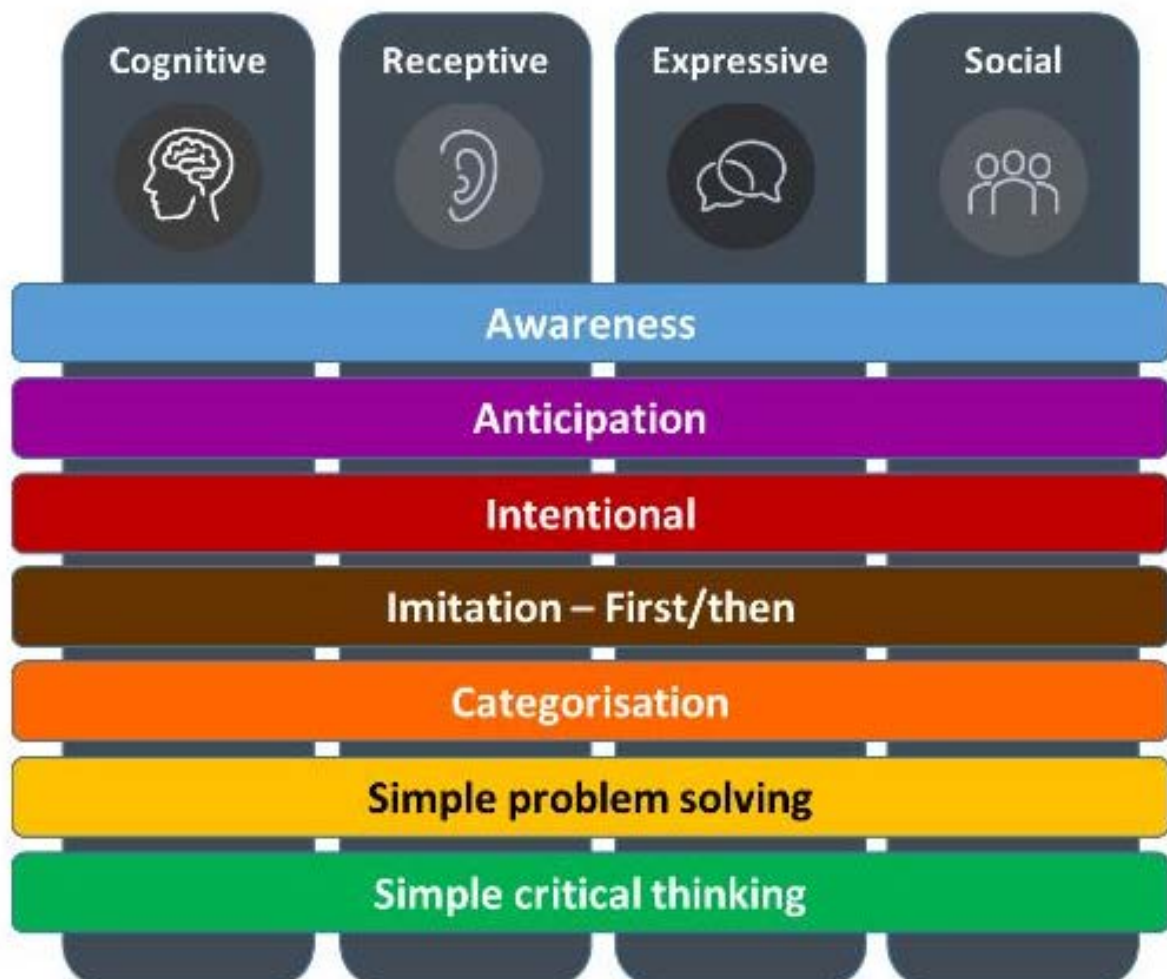 Cognitive
Receptive
Expressive
Social
Awareness
Anticipation
Intentional
Imitation – First/then
Categorisation
Simple problem solving
Simple critical thinking